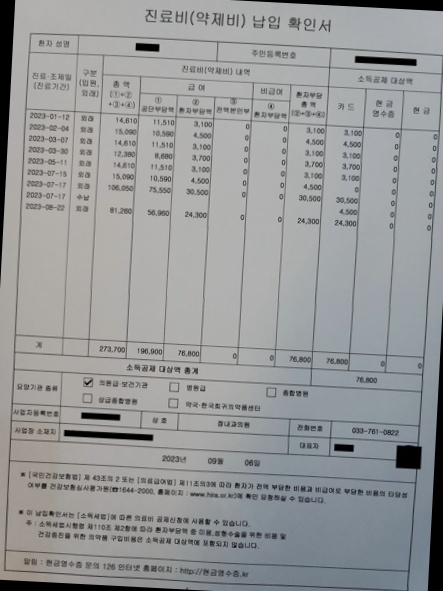 진료비(약제비) 납입 확인서
환자 성명 주민등록번호
진료·조제일 (진료기간) 구분 (입원, 외래) 진료비(약제비) 내역 소득공제 대상액
총 액 (①+② +③+④) 급 여 비급여 환자부담 총 액 (②+③+④) 카 드 현 금 영수증 현 금
① 공단부담액 ② 환자부담액 ③ 전액본인부 ④ 환자부담액
2023-01-12 외래 14,610 11,510 3,100 0 0 3,100 3,100 0 0
2023-02-04 외래 15,090 10,590 4,500 0 0 4,500 4,500 0 0
2023-03-07 외래 14,610 11,510 3,100 0 0 3,100 3,100 0 0
2023-03-30 외래 12,380 8,680 3,700 0 0 3,700 3,700 0 0
2023-05-11 외래 14,610 11,510 3,100 0 0 3,100 3,100 0 0
2023-07-15 외래 15,090 10,590 4,500 0 0 4,500 0 0 0
2023-07-17 외래 106,050 75,550 30,500 0 0 30,500 30,500 0 0
2023-07-17 수납 4,500 0 0
2023-08-22 외래 81,260 56,960 24,300 0 0 24,300 24,300 0 0
계 273,700 196,900 76,800 0 0 76,800 76,800 0 0
소득공제 대상액 총계 76,800
요양기관 종류 ✓ 의원급·보건기관 □ 병원급 □ 종합병원
□ 상급종합병원 □ 약국·한국희귀의약품센터
사업자등록번호 상 호 정내과의원 전화번호 033-761-0822
사업장 소재지 대표자
2023년 09월 06일
※ [국민건강보험법] 제 43조의 2 또는 [의료급여법] 제11조의3에 따라 환자가 전액 부담한 비용과 비급여로 부담한 비용의 타당성
여부를 건강보험심사평가원(☎1644-2000, 홈페이지 : www.hira.or.kr)에 확인 요청하실 수 있습니다.
※ 이 납입확인서는 [소득세법]에 따른 의료비 공제신청에 사용할 수 있습니다.
주 : 소득세법시행령 제110조 제2항에 따라 환자부담액 중 미용,성형수술을 위한 비용 및
건강증진을 위한 의약품 구입비용은 소득공제 대상액에 포함되지 않습니다.
알림 : 현금영수증 문의 126 인터넷 홈페이지 : http://현금영수증.kr